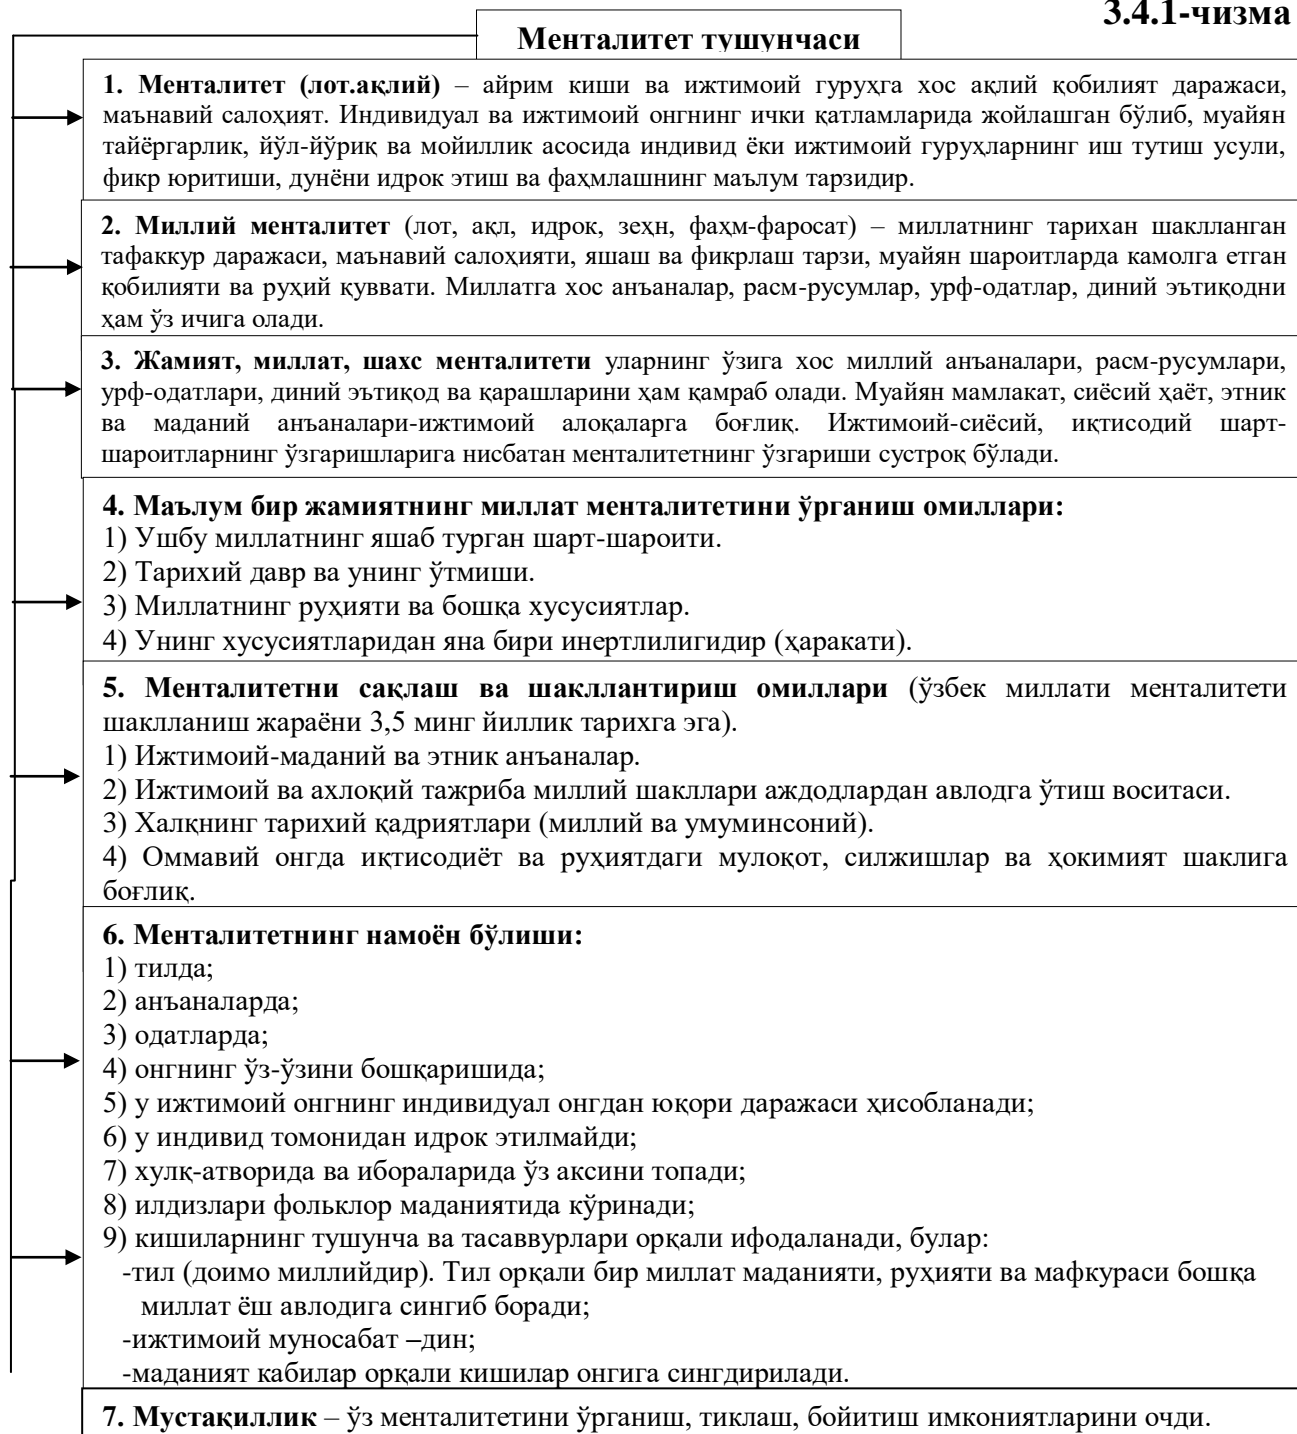 3.4.1-чизма
Менталитет тушунчаси
1. Менталитет (лот.ақлий) – айрим киши ва ижтимоий гуруҳга хос ақлий қобилият даражаси,
маънавий салоҳият. Индивидуал ва ижтимоий онгнинг ички қатламларида жойлашган бўлиб, муайян
тайёргарлик, йўл-йўриқ ва мойиллик асосида индивид ёки ижтимоий гуруҳларнинг иш тутиш усули,
фикр юритиши, дунёни идрок этиш ва фаҳмлашнинг маълум тарзидир.
2. Миллий менталитет (лот, ақл, идрок, зеҳн, фаҳм-фаросат) – миллатнинг тарихан шаклланган
тафаккур даражаси, маънавий салоҳияти, яшаш ва фикрлаш тарзи, муайян шароитларда камолга етган
қобилияти ва руҳий қуввати. Миллатга хос анъаналар, расм-русумлар, урф-одатлар, диний эътиқодни
ҳам ўз ичига олади.
3. Жамият, миллат, шахс менталитети уларнинг ўзига хос миллий анъаналари, расм-русумлари,
урф-одатлари, диний эътиқод ва қарашларини ҳам қамраб олади. Муайян мамлакат, сиёсий ҳаёт, этник
ва маданий анъаналари-ижтимоий алоқаларга боғлиқ. Ижтимоий-сиёсий, иқтисодий шарт-
шароитларнинг ўзгаришларига нисбатан менталитетнинг ўзгариши сустроқ бўлади.
4. Маълум бир жамиятнинг миллат менталитетини ўрганиш омиллари:
1) Ушбу миллатнинг яшаб турган шарт-шароити.
2) Тарихий давр ва унинг ўтмиши.
3) Миллатнинг руҳияти ва бошқа хусусиятлар.
4) Унинг хусусиятларидан яна бири инертлилигидир (ҳаракати).
5. Менталитетни сақлаш ва шакллантириш омиллари (ўзбек миллати менталитети
шаклланиш жараёни 3,5 минг йиллик тарихга эга).
1) Ижтимоий-маданий ва этник анъаналар.
2) Ижтимоий ва ахлоқий тажриба миллий шакллари аждодлардан авлодга ўтиш воситаси.
3) Халқнинг тарихий қадриятлари (миллий ва умуминсоний).
4) Оммавий онгда иқтисодиёт ва руҳиятдаги мулоқот, силжишлар ва ҳокимият шаклига
боғлиқ.
6. Менталитетнинг намоён бўлиши:
1) тилда;
2) анъаналарда;
3) одатларда;
4) онгнинг ўз-ўзини бошқаришида;
5) у ижтимоий онгнинг индивидуал онгдан юқори даражаси ҳисобланади;
6) у индивид томонидан идрок этилмайди;
7) хулқ-атворида ва ибораларида ўз аксини топади;
8) илдизлари фольклор маданиятида кўринади;
9) кишиларнинг тушунча ва тасаввурлари орқали ифодаланади, булар:
-тил (доимо миллийдир). Тил орқали бир миллат маданияти, руҳияти ва мафкураси бошқа
миллат ёш авлодига сингиб боради;
-ижтимоий муносабат –дин;
-маданият кабилар орқали кишилар онгига сингдирилади.
7. Мустақиллик – ўз менталитетини ўрганиш, тиклаш, бойитиш имкониятларини очди.